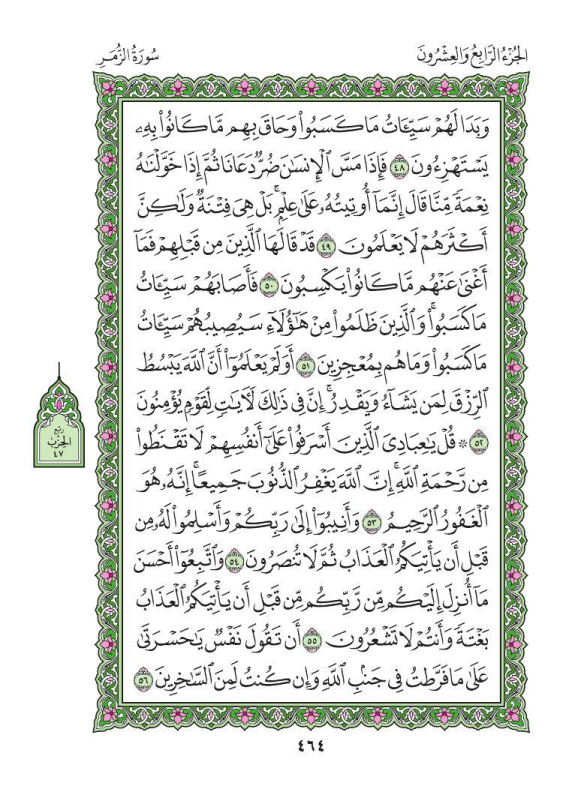 الجُزْءُ الرَّابِعُ وَالعِشْرُونَ
سُورَةُ الزُّمَرِ
وَبَدَا لَهُمْ سَيِّـَٔاتُ مَا كَسَبُوا۟ وَحَاقَ بِهِم مَّا كَانُوا۟ بِهِۦ
يَسْتَهْزِءُونَ ٤٨ فَإِذَا مَسَّ ٱلْإِنسَـٰنَ ضُرٌّ دَعَانَا ثُمَّ إِذَا خَوَّلْنَـٰهُ
نِعْمَةً مِّنَّا قَالَ إِنَّمَآ أُوتِيتُهُۥ عَلَىٰ عِلْمٍۭ ۚ بَلْ هِىَ فِتْنَةٌ وَلَـٰكِنَّ
أَكْثَرَهُمْ لَا يَعْلَمُونَ ٤٩ قَدْ قَالَهَا ٱلَّذِينَ مِن قَبْلِهِمْ فَمَآ
أَغْنَىٰ عَنْهُم مَّا كَانُوا۟ يَكْسِبُونَ ٥٠ فَأَصَابَهُمْ سَيِّـَٔاتُ
مَا كَسَبُوا۟ ۚ وَٱلَّذِينَ ظَلَمُوا۟ مِنْ هَـٰٓؤُلَآءِ سَيُصِيبُهُمْ سَيِّـَٔاتُ
مَا كَسَبُوا۟ وَمَا هُم بِمُعْجِزِينَ ٥١ أَوَلَمْ يَعْلَمُوٓا۟ أَنَّ ٱللَّهَ يَبْسُطُ
ٱلرِّزْقَ لِمَن يَشَآءُ وَيَقْدِرُ ۚ إِنَّ فِى ذَٰلِكَ لَـَٔايَـٰتٍ لِّقَوْمٍ يُؤْمِنُونَ
٥٢ ۞ قُلْ يَـٰعِبَادِىَ ٱلَّذِينَ أَسْرَفُوا۟ عَلَىٰٓ أَنفُسِهِمْ لَا تَقْنَطُوا۟
مِن رَّحْمَةِ ٱللَّهِ ۚ إِنَّ ٱللَّهَ يَغْفِرُ ٱلذُّنُوبَ جَمِيعًا ۚ إِنَّهُۥ هُوَ
ٱلْغَفُورُ ٱلرَّحِيمُ ٥٣ وَأَنِيبُوٓا۟ إِلَىٰ رَبِّكُمْ وَأَسْلِمُوا۟ لَهُۥ مِن
قَبْلِ أَن يَأْتِيَكُمُ ٱلْعَذَابُ ثُمَّ لَا تُنصَرُونَ ٥٤ وَٱتَّبِعُوٓا۟ أَحْسَنَ
مَآ أُنزِلَ إِلَيْكُم مِّن رَّبِّكُم مِّن قَبْلِ أَن يَأْتِيَكُمُ ٱلْعَذَابُ
بَغْتَةً وَأَنتُمْ لَا تَشْعُرُونَ ٥٥ أَن تَقُولَ نَفْسٌ يَـٰحَسْرَتَىٰ
عَلَىٰ مَا فَرَّطتُ فِى جَنۢبِ ٱللَّهِ وَإِن كُنتُ لَمِنَ ٱلسَّـٰخِرِينَ ٥٦
ربع
الحزب
٤٧
٤٦٤